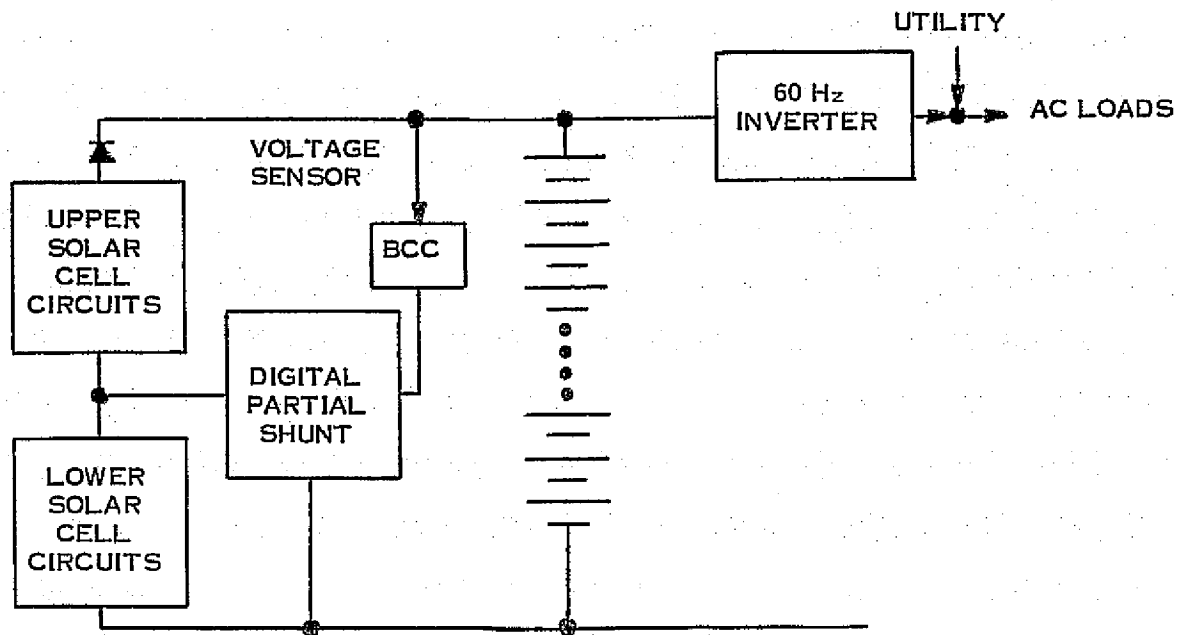 UTILITY
60 Hz
INVERTER
AC LOADS
VOLTAGE
SENSOR
BCC
UPPER
SOLAR
CELL
CIRCUITS
DIGITAL
PARTIAL
SHUNT
LOWER
SOLAR
CELL
CIRCUITS